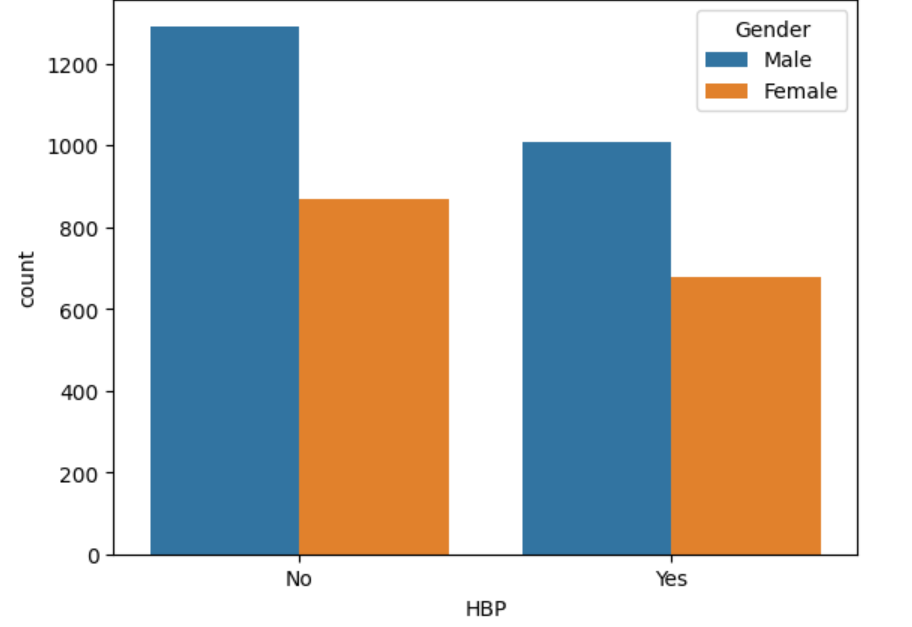 Gender
Male
Female
1200
1000
800
600
400
200
0
count
No Yes
HBP